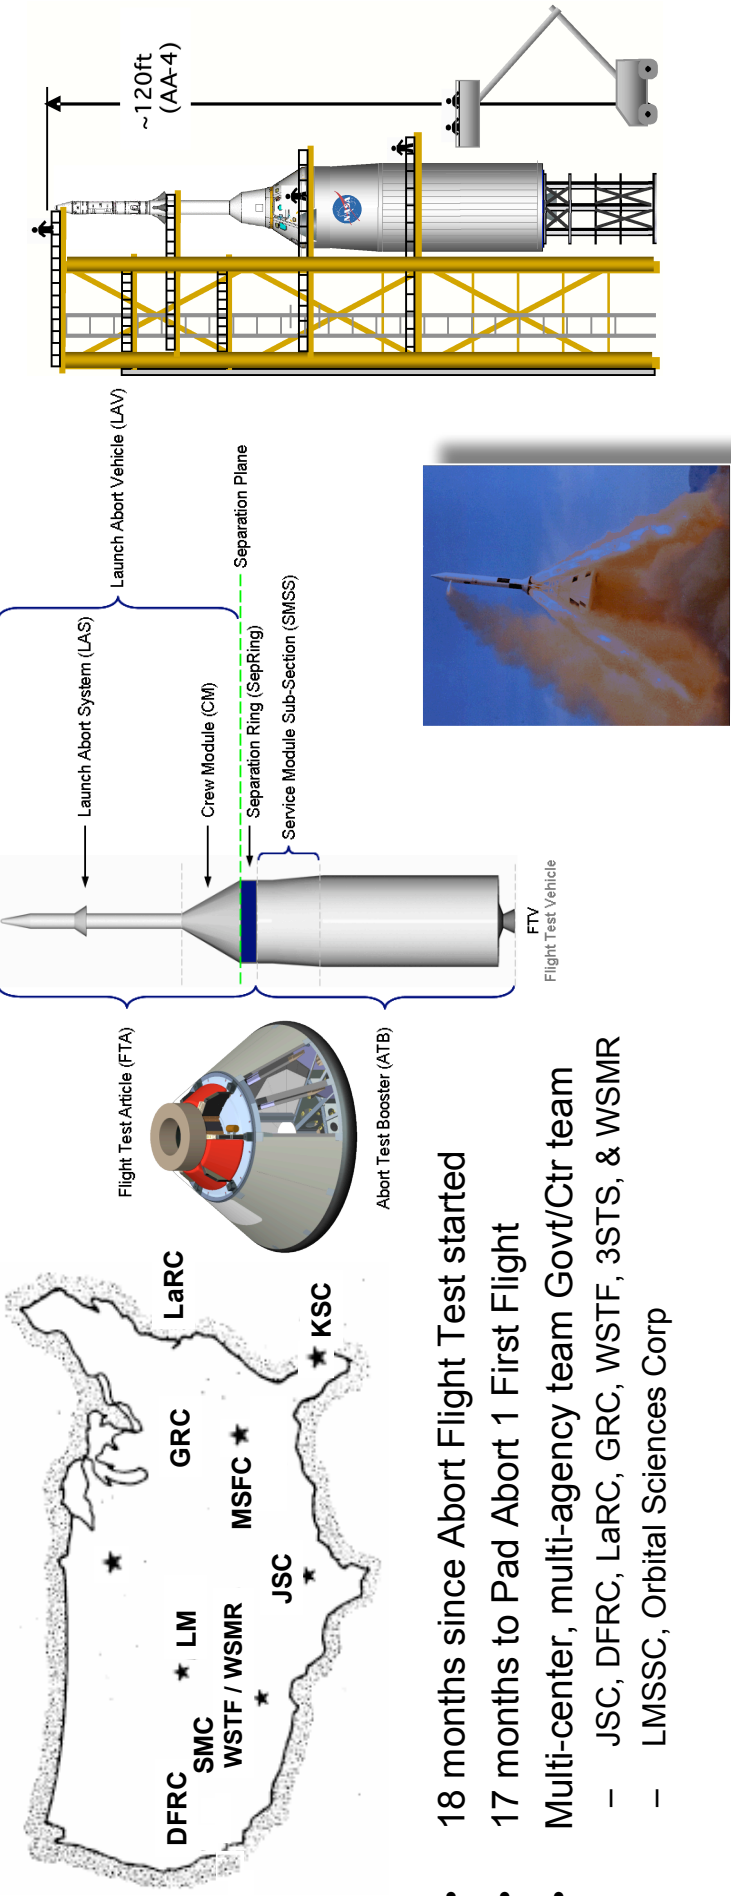 LaRC
GRC
KSC
MSFC
LM
JSC
SMC
DFRC
WSTF / WSMR
• 18 months since Abort Flight Test started
• 17 months to Pad Abort 1 First Flight
• Multi-center, multi-agency team Govt/Ctr team
– JSC, DFRC, LaRC, GRC, WSTF, 3STS, & WSMR
– LMSSC, Orbital Sciences Corp
Flight Test Article (FTA)
Abort Test Booster (ATB)
Launch Abort System (LAS)
Launch Abort Vehicle (LAV)
Crew Module (CM)
Separation Plane
Separation Ring (SepRing)
Service Module Sub-Section (SMSS)
FTV
Flight Test Vehicle
~120ft
(AA-4)
NASA